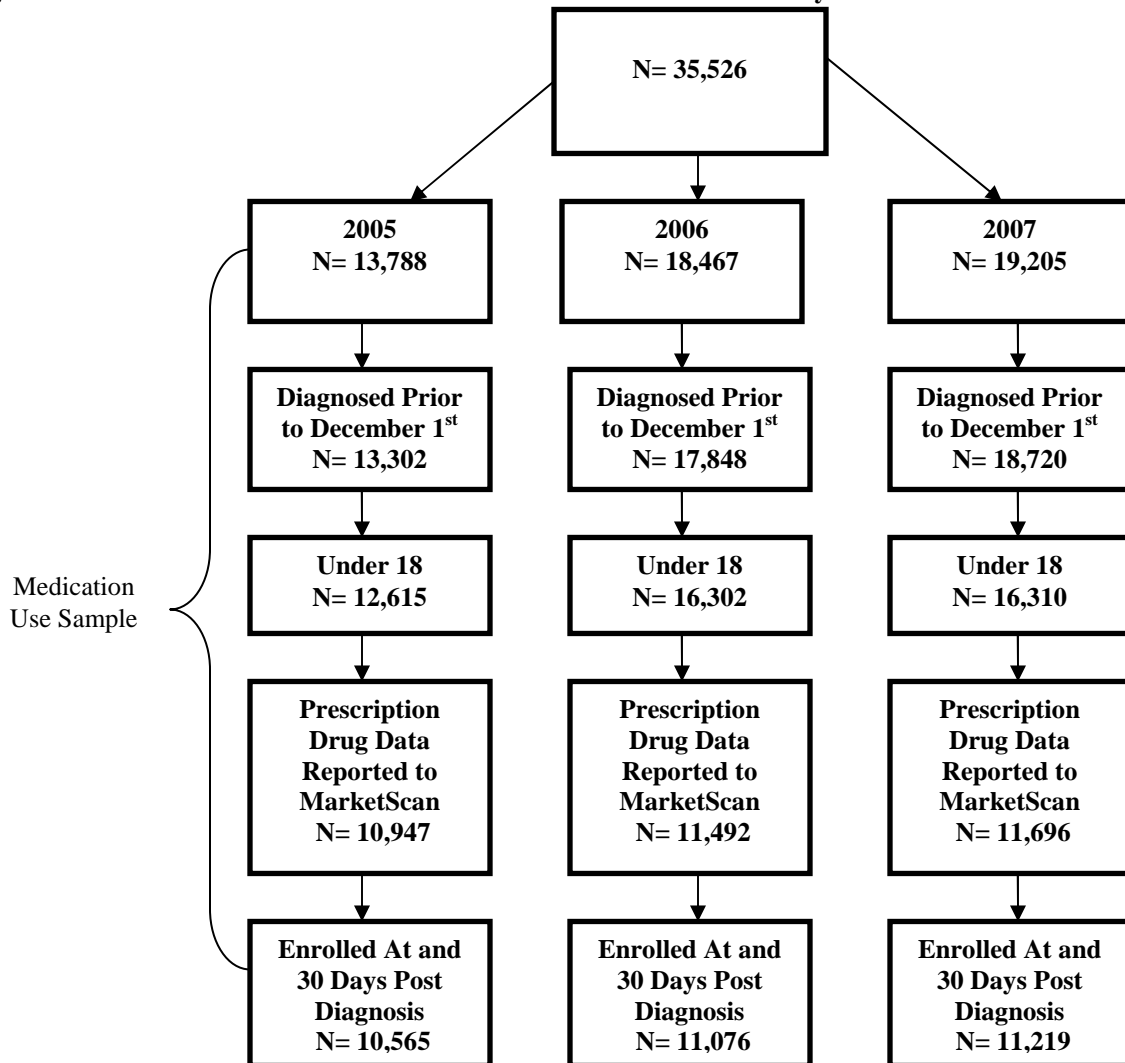 N= 35,526
2005
N= 13,788
2006
N= 18,467
2007
N= 19,205
Diagnosed Prior
to December 1st
N= 13,302
Diagnosed Prior
to December 1st
N= 17,848
Diagnosed Prior
to December 1st
N= 18,720
Medication
Use Sample
Under 18
N= 12,615
Under 18
N= 16,302
Under 18
N= 16,310
Prescription
Drug Data
Reported to
MarketScan
N= 10,947
Prescription
Drug Data
Reported to
MarketScan
N= 11,492
Prescription
Drug Data
Reported to
MarketScan
N= 11,696
Enrolled At and
30 Days Post
Diagnosis
N= 10,565
Enrolled At and
30 Days Post
Diagnosis
N= 11,076
Enrolled At and
30 Days Post
Diagnosis
N= 11,219